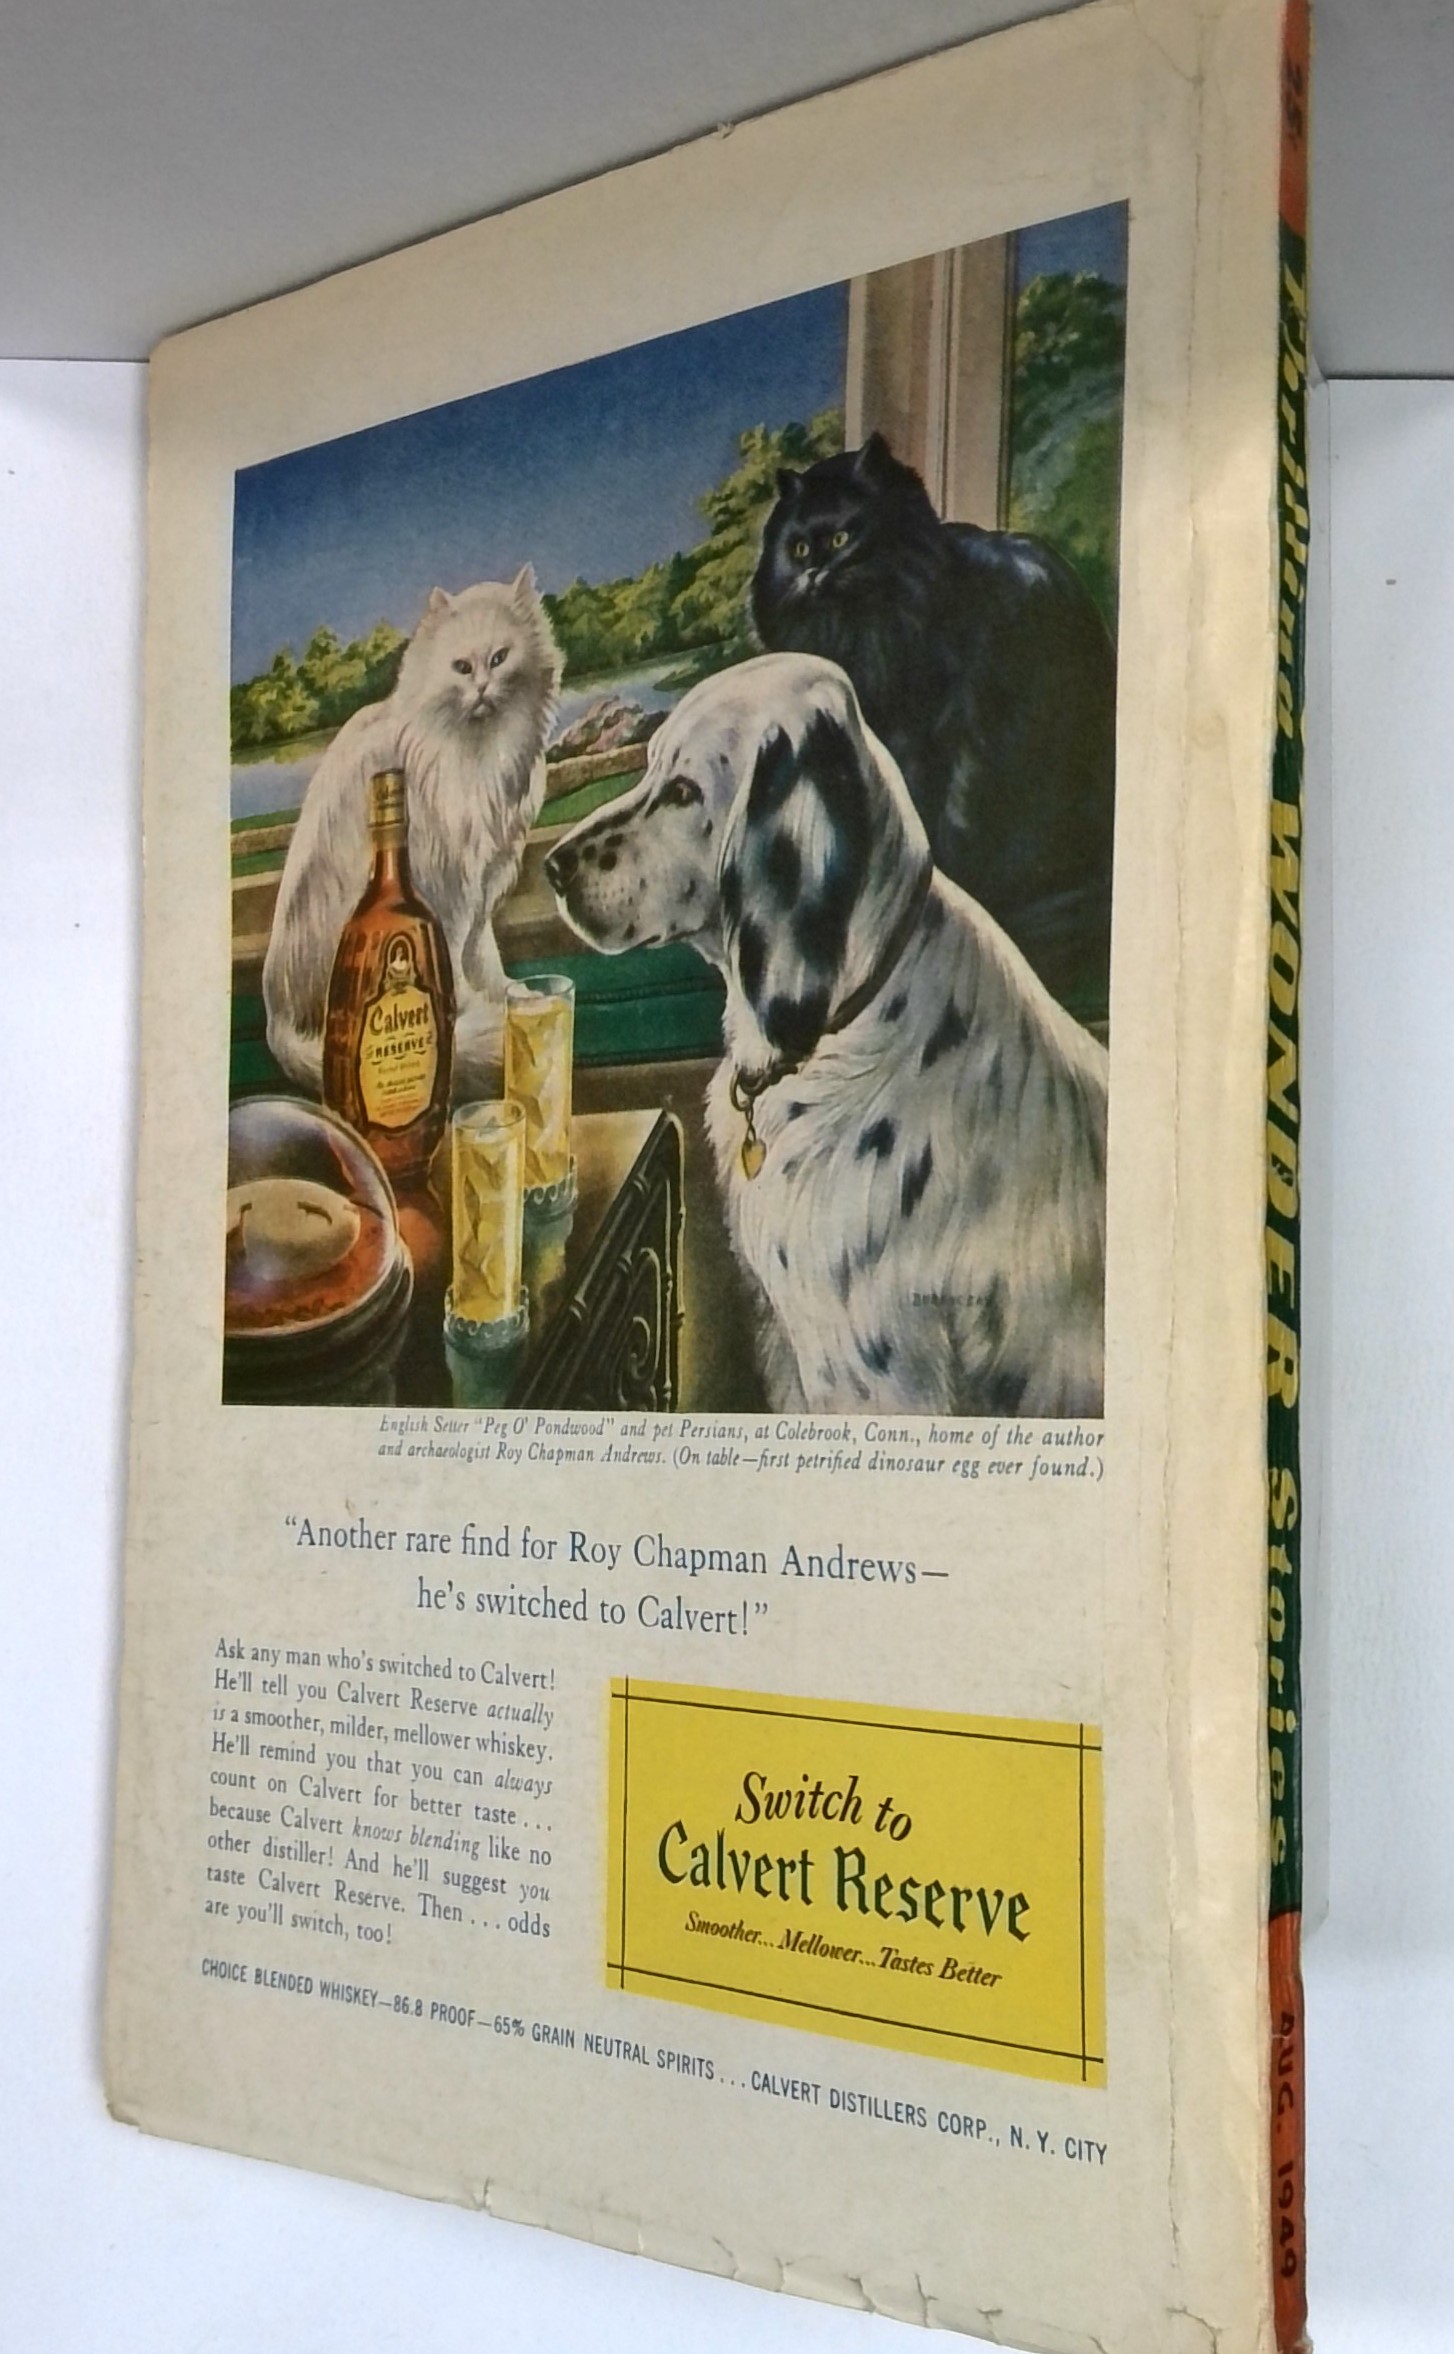 Calvert
RESERVE
English Setter "Peg O' Pondwood" and pet Persians, at Colebrook, Conn., home of the author
and archaeologist Roy Chapman Andrews. (On table—first petrified dinosaur egg ever found.)
"Another rare find for Roy Chapman Andrews—
he's switched to Calvert!"
Ask any man who's switched to Calvert!
He'll tell you Calvert Reserve actually
is a smoother, milder, mellower whiskey.
He'll remind you that you can always
count on Calvert for better taste...
because Calvert knows blending like no
other distiller! And he'll suggest you
taste Calvert Reserve. Then... odds
are you'll switch, too!
Switch to
Calvert Reserve
Smoother... Mellower... Tastes Better
CHOICE BLENDED WHISKEY—86.8 PROOF—65% GRAIN NEUTRAL SPIRITS... CALVERT DISTILLERS CORP., N. Y. CITY
25¢
Thrilling WONDER Stories
AUG. 1949